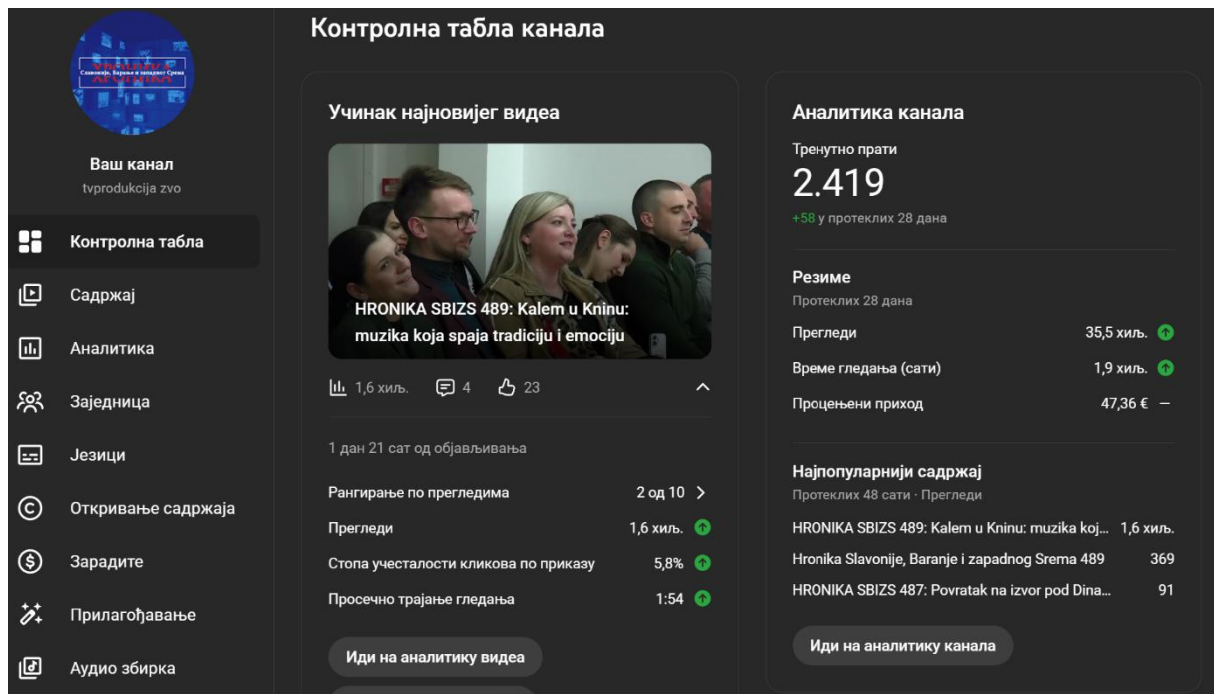 ХРОНИКА
Славоније, Барање и западног Срема
Ваш канал
tvprodukcija zvo
Контролна табла
Садржај
Аналитика
Заједница
Језици
Откривање садржаја
Зарадите
Прилагођавање
Аудио збирка
Контролна табла канала
Учинак најновијег видеа
HRONIKA SBIZS 489: Kalem u Kninu:
muzika koja spaja tradiciju i emociju
1,6 хиљ. 4 23
1 дан 21 сат од објављивања
Рангирање по прегледима 2 од 10
Прегледи 1,6 хиљ.
Стопа учесталости кликова по приказу 5,8%
Просечно трајање гледања 1:54
Иди на аналитику видеа
Аналитика канала
Тренутно прати
2.419
+58 у протеклих 28 дана
Резиме
Протеклих 28 дана
Прегледи 35,5 хиљ.
Време гледања (сати) 1,9 хиљ.
Процењени приход 47,36 € —
Најпопуларнији садржај
Протеклих 48 сати · Прегледи
HRONIKA SBIZS 489: Kalem u Kninu: muzika koj... 1,6 хиљ.
Hronika Slavonije, Baranje i zapadnog Srema 489 369
HRONIKA SBIZS 487: Povratak na izvor pod Dina... 91
Иди на аналитику канала